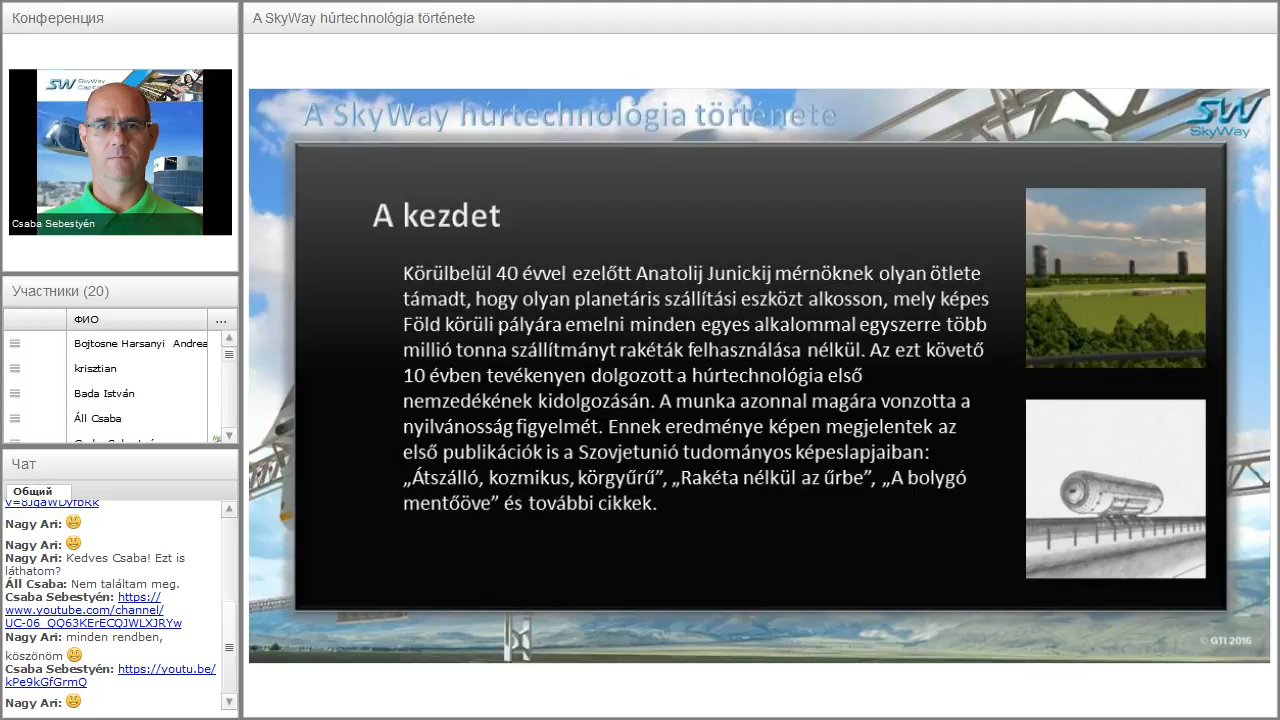 Конференция
SW SkyWay
Capital
Csaba Sebestyén
Участники (20)
ФИО
...
Bojtosne Harsanyi Andrea
krisztian
Bada István
Áll Csaba
Чат
Общий
v=8JgaWDyfbRk
Nagy Ari:
Nagy Ari:
Nagy Ari: Kedves Csaba! Ezt is
láthatom?
Áll Csaba: Nem találtam meg.
Csaba Sebestyén: https://
www.youtube.com/channel/
UC-06_QQ63KErECQJWLXJRYw
Nagy Ari: minden rendben,
köszönöm
Csaba Sebestyén: https://youtu.be/
kPe9kGfGrmQ
Nagy Ari:
A SkyWay húrtechnológia története
A SkyWay húrtechnológia története
SW
SkyWay
A kezdet
Körülbelül 40 évvel ezelőtt Anatolij Junickij mérnöknek olyan ötlete
támadt, hogy olyan planetáris szállítási eszközt alkosson, mely képes
Föld körüli pályára emelni minden egyes alkalommal egyszerre több
millió tonna szállítmányt rakéták felhasználása nélkül. Az ezt követő
10 évben tevékenyen dolgozott a húrtechnológia első
nemzedékének kidolgozásán. A munka azonnal magára vonzotta a
nyilvánosság figyelmét. Ennek eredménye képen megjelentek az
első publikációk is a Szovjetunió tudományos képeslapjaiban:
„Átszálló, kozmikus, körgyűrű”, „Rakéta nélkül az űrbe”, „A bolygó
mentőöve” és további cikkek.
© GTI 2016